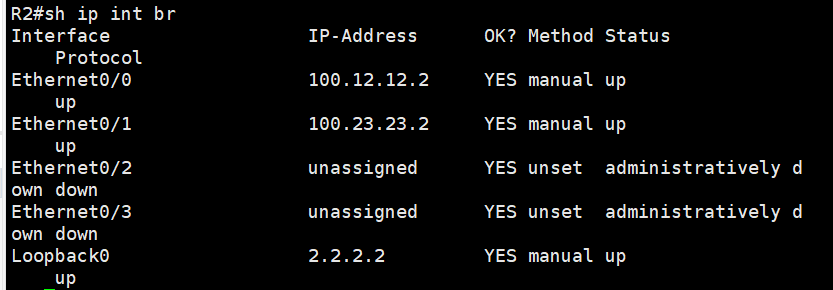 R2#sh ip int br
Interface                  IP-Address      OK? Method Status
    Protocol
Ethernet0/0                100.12.12.2     YES manual up
    up
Ethernet0/1                100.23.23.2     YES manual up
    up
Ethernet0/2                unassigned      YES unset  administratively d
own down
Ethernet0/3                unassigned      YES unset  administratively d
own down
Loopback0                  2.2.2.2         YES manual up
    up